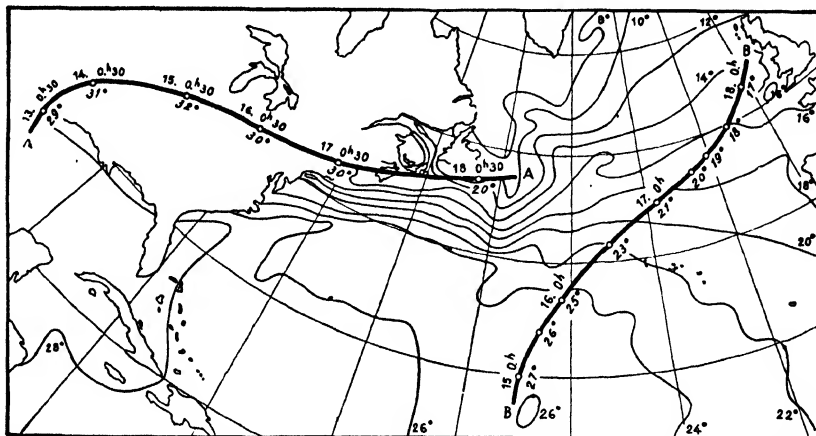 8°
10°
12°
14°
16°
18°
20°
22°
24°
26°
28°
A
13. 0h30
29°
14. 0h30
31°
15. 0h30
32°
16. 0h30
30°
17 0h30
30°
18 0h30
20°
A
B
18. 0h
17°
18°
19°
20°
17. 0h
21°
23°
16. 0h
25°
26°
15 0h
27°
B
26°